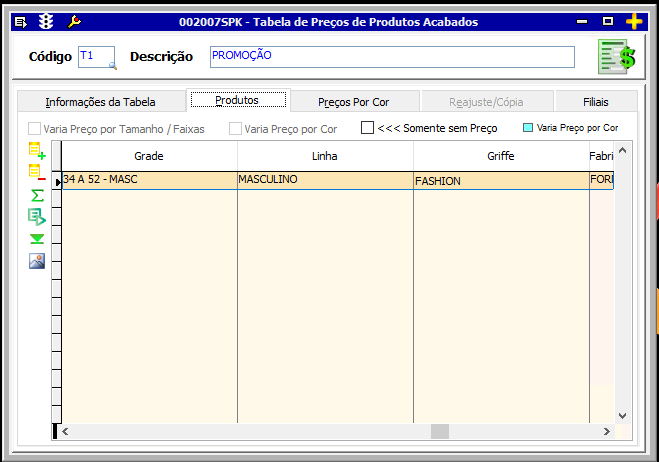 002007SPK - Tabela de Preços de Produtos Acabados
Código T1 Descrição PROMOÇÃO
Informações da Tabela Produtos Preços Por Cor Reajuste/Cópia Filiais
Varia Preço por Tamanho / Faixas Varia Preço por Cor <<< Somente sem Preço Varia Preço por Cor
Grade Linha Griffe Fabri
34 A 52 - MASC MASCULINO FASHION FORE